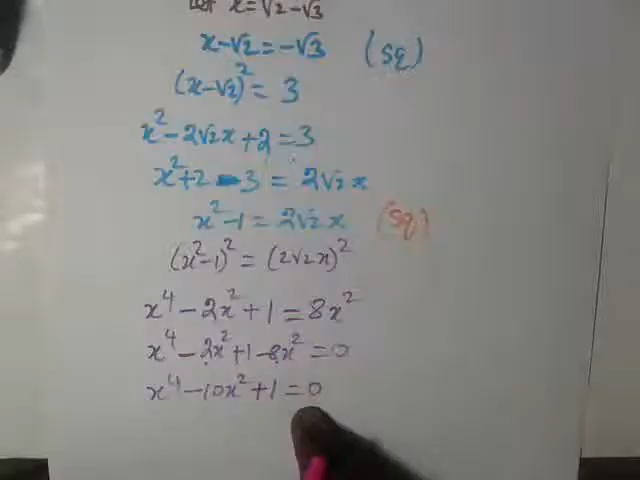 Let x = √2 - √3
x - √2 = -√3 (sq)
(x - √2)² = 3
x² - 2√2x + 2 = 3
x² + 2 - 3 = 2√2 x
x² - 1 = 2√2 x (sq)
(x² - 1)² = (2√2x)²
x⁴ - 2x² + 1 = 8x²
x⁴ - 2x² + 1 - 8x² = 0
x⁴ - 10x² + 1 = 0